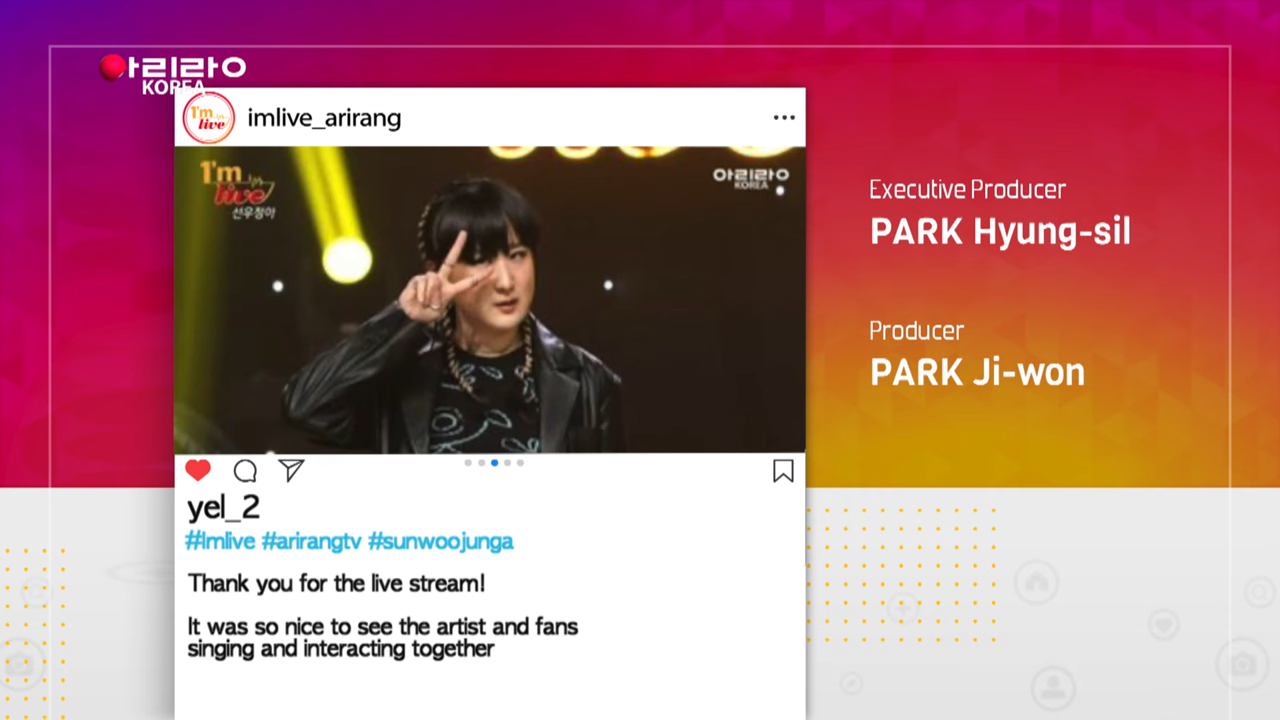 아리랑
KOREA
I'm live
imlive_arirang
I'm live
선우정아
아리랑
KOREA
yel_2
#Imlive #arirangtv #sunwoojunga
Thank you for the live stream!
It was so nice to see the artist and fans
singing and interacting together
Executive Producer
PARK Hyung-sil
Producer
PARK Ji-won